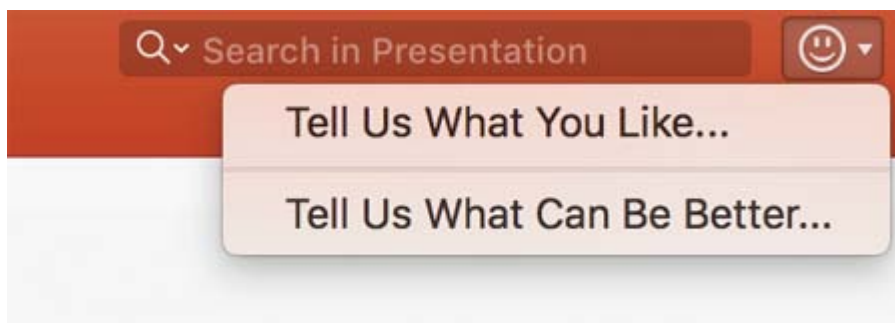 Search in Presentation
Tell Us What You Like...
Tell Us What Can Be Better...